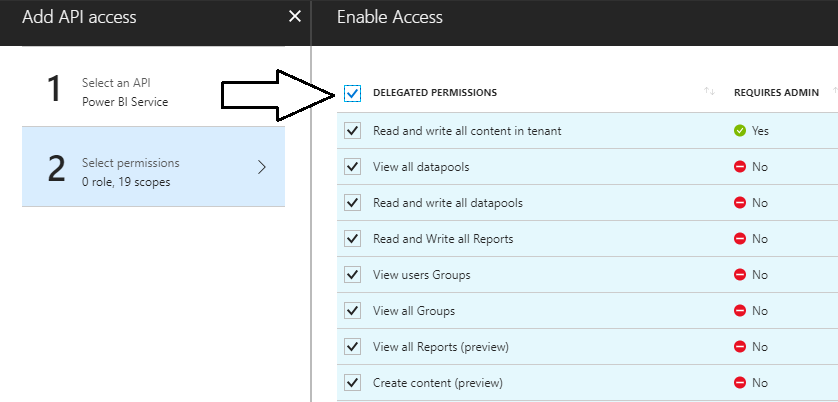 Add API access
Enable Access
1
Select an API
Power BI Service
2
Select permissions
0 role, 19 scopes
DELEGATED PERMISSIONS REQUIRES ADMIN
Read and write all content in tenant Yes
View all datapools No
Read and write all datapools No
Read and Write all Reports No
View users Groups No
View all Groups No
View all Reports (preview) No
Create content (preview) No